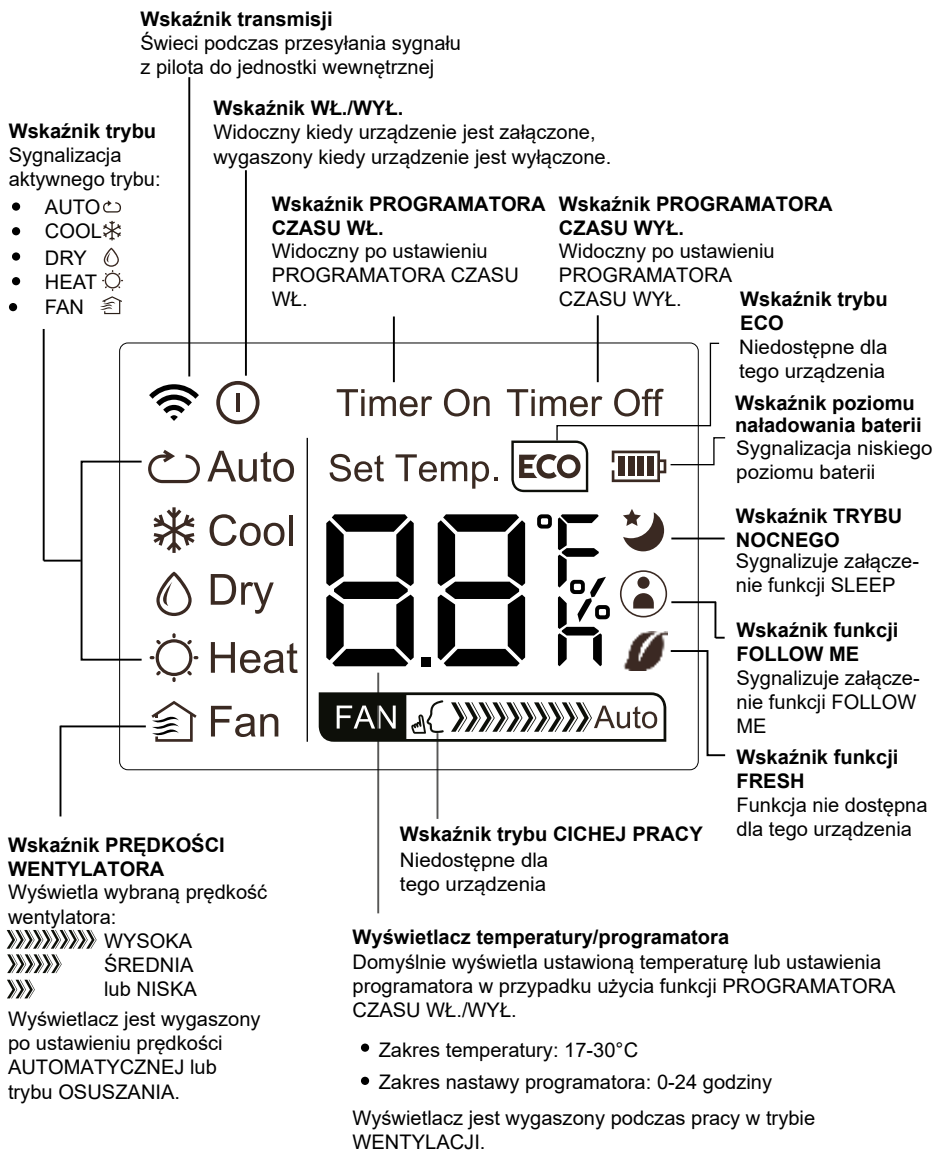 Wskaźnik transmisji
Świeci podczas przesyłania sygnału
z pilota do jednostki wewnętrznej
Wskaźnik WŁ./WYŁ.
Widoczny kiedy urządzenie jest załączone,
wygaszony kiedy urządzenie jest wyłączone.
Wskaźnik trybu
Sygnalizacja
aktywnego trybu:
• AUTO
• COOL
• DRY
• HEAT
• FAN
Wskaźnik PROGRAMATORA
CZASU WŁ.
Widoczny po ustawieniu
PROGRAMATORA CZASU
WŁ.
Wskaźnik PROGRAMATORA
CZASU WYŁ.
Widoczny po ustawieniu
PROGRAMATORA
CZASU WYŁ.
Wskaźnik trybu
ECO
Niedostępne dla
tego urządzenia
Wskaźnik poziomu
naładowania baterii
Sygnalizacja niskiego
poziomu baterii
Wskaźnik TRYBU
NOCNEGO
Sygnalizuje załącze-
nie funkcji SLEEP
Wskaźnik funkcji
FOLLOW ME
Sygnalizuje załącze-
nie funkcji FOLLOW
ME
Wskaźnik funkcji
FRESH
Funkcja nie dostępna
dla tego urządzenia
Timer On Timer Off
Auto
Set Temp. ECO
Cool
Dry
Heat
Fan
88 °F
%
h
FAN Auto
Wskaźnik PRĘDKOŚCI
WENTYLATORA
Wyświetla wybraną prędkość
wentylatora:
WYSOKA
ŚREDNIA
lub NISKA
Wyświetlacz jest wygaszony
po ustawieniu prędkości
AUTOMATYCZNEJ lub
trybu OSUSZANIA.
Wskaźnik trybu CICHEJ PRACY
Niedostępne dla
tego urządzenia
Wyświetlacz temperatury/programatora
Domyślnie wyświetla ustawioną temperaturę lub ustawienia
programatora w przypadku użycia funkcji PROGRAMATORA
CZASU WŁ./WYŁ.
• Zakres temperatury: 17-30°C
• Zakres nastawy programatora: 0-24 godziny
Wyświetlacz jest wygaszony podczas pracy w trybie
WENTYLACJI.